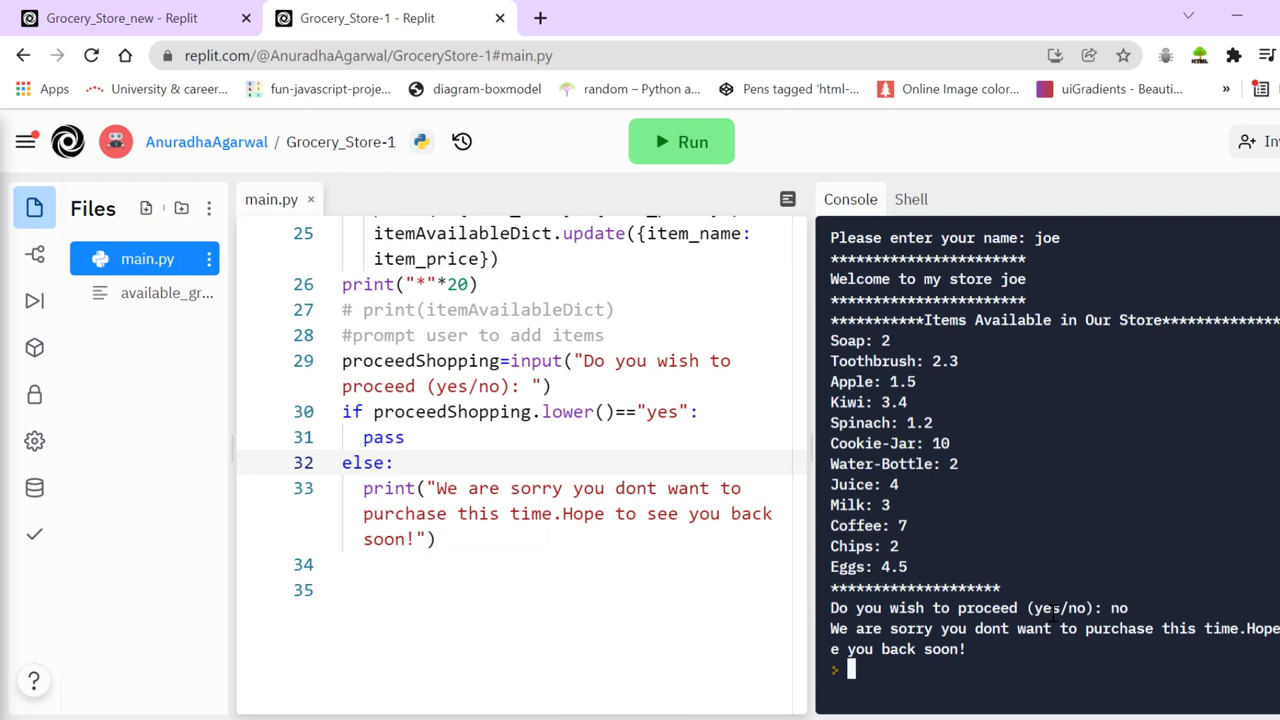 Grocery_Store_new - Replit
Grocery_Store-1 - Replit
replit.com/@AnuradhaAgarwal/GroceryStore-1#main.py
Apps
University & career...
fun-javascript-proje...
diagram-boxmodel
random – Python a...
Pens tagged 'html-...
Online Image color...
uiGradients - Beauti...
»
AnuradhaAgarwal / Grocery_Store-1
Run
In
Files
main.py
available_gr...
main.py
25 itemAvailableDict.update({item_name:
item_price})
26 print("*"*20)
27 # print(itemAvailableDict)
28 #prompt user to add items
29 proceedShopping=input("Do you wish to
proceed (yes/no): ")
30 if proceedShopping.lower()=="yes":
31 pass
32 else:
33 print("We are sorry you dont want to
purchase this time.Hope to see you back
soon!")
34
35
Console
Shell
Please enter your name: joe
***********************
Welcome to my store joe
***********************
***********Items Available in Our Store**************
Soap: 2
Toothbrush: 2.3
Apple: 1.5
Kiwi: 3.4
Spinach: 1.2
Cookie-Jar: 10
Water-Bottle: 2
Juice: 4
Milk: 3
Coffee: 7
Chips: 2
Eggs: 4.5
********************
Do you wish to proceed (yes/no): no
We are sorry you dont want to purchase this time.Hope
e you back soon!